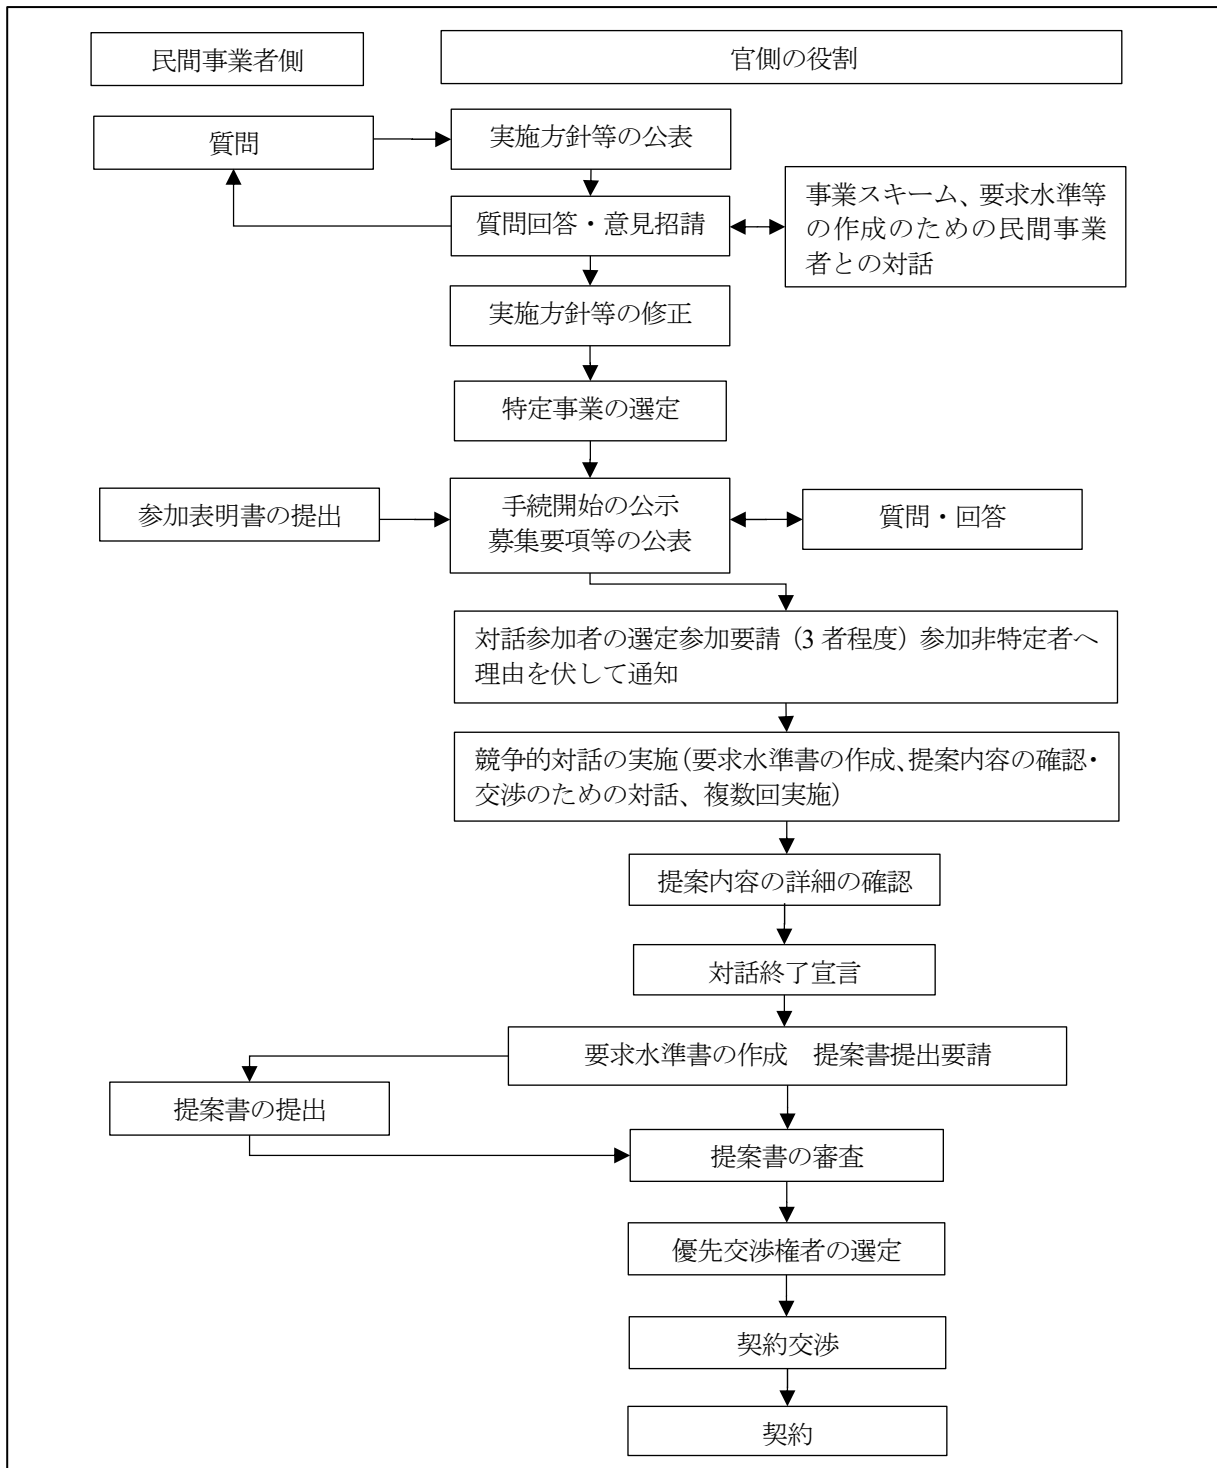 民間事業者側
官側の役割
質問
実施方針等の公表
質問回答・意見招請
事業スキーム、要求水準等
の作成のための民間事業
者との対話
実施方針等の修正
特定事業の選定
参加表明書の提出
手続開始の公示
募集要項等の公表
質問・回答
対話参加者の選定参加要請（3 者程度）参加非特定者へ
理由を伏して通知
競争的対話の実施（要求水準書の作成、提案内容の確認・
交渉のための対話、複数回実施）
提案内容の詳細の確認
対話終了宣言
要求水準書の作成　提案書提出要請
提案書の提出
提案書の審査
優先交渉権者の選定
契約交渉
契約